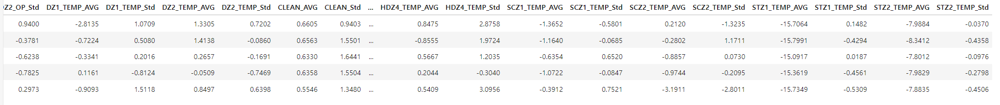 DZ2_OP_Std DZ1_TEMP_AVG DZ1_TEMP_Std DZ2_TEMP_AVG DZ2_TEMP_Std CLEAN_AVG CLEAN_Std ... HDZ4_TEMP_AVG HDZ4_TEMP_Std SCZ1_TEMP_AVG SCZ1_TEMP_Std SCZ2_TEMP_AVG SCZ2_TEMP_Std STZ1_TEMP_AVG STZ1_TEMP_Std STZ2_TEMP_AVG STZ2_TEMP_Std
0.9400 -2.8135 1.0709 1.3305 0.7202 0.6605 0.9403 ... 0.8475 2.8758 -1.3652 -0.5801 0.2120 -1.3235 -15.7064 0.1482 -7.9884 -0.0370
-0.3781 -0.7224 0.5080 1.4138 -0.0860 0.6563 1.5501 ... -0.8555 1.9724 -1.1640 -0.0685 -0.2802 1.1711 -15.7991 -0.4294 -8.3412 -0.4358
-0.6238 -0.3341 0.2016 0.2657 -0.1691 0.6330 1.6441 ... 0.5667 1.2035 -0.6354 0.6520 -0.8857 0.0730 -15.0917 0.0187 -7.8012 -0.0976
-0.7825 0.1161 -0.8124 -0.0509 -0.7469 0.6358 1.5504 ... 0.2044 -0.3040 -1.0722 -0.0847 -0.9744 -0.2095 -15.3619 -0.4561 -7.9829 -0.2798
0.2973 -0.9093 1.5118 0.8497 0.6398 0.5546 1.3480 ... 0.5409 3.0956 -0.3912 0.7521 -3.1911 -2.8011 -15.7349 -0.5309 -7.8835 -0.4506